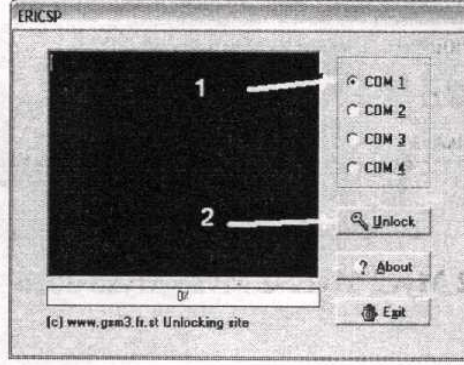 ERICSP
1
COM 1
COM 2
COM 3
COM 4
2
Unlock
? About
0%
Exit
(c) www.gsm3.fr.st Unlocking site